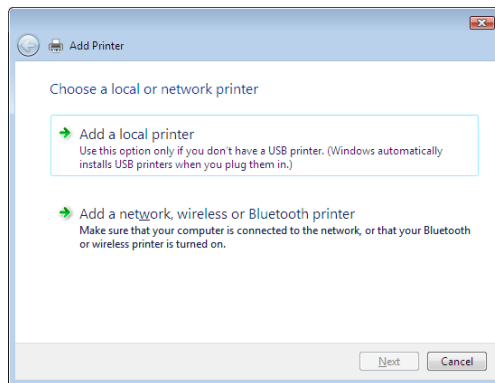 Add Printer
Choose a local or network printer
Add a local printer
Use this option only if you don't have a USB printer. (Windows automatically
installs USB printers when you plug them in.)
Add a network, wireless or Bluetooth printer
Make sure that your computer is connected to the network, or that your Bluetooth
or wireless printer is turned on.
Next Cancel